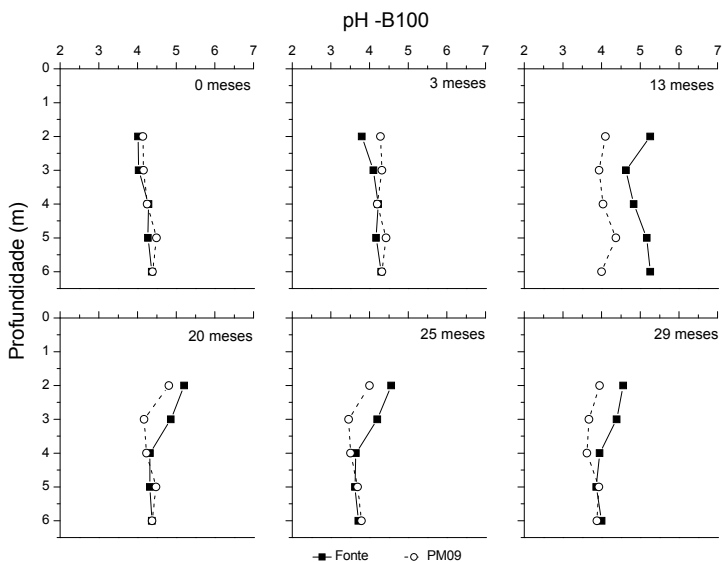 pH -B100
2 3 4 5 6 7
2 3 4 5 6 7
2 3 4 5 6 7
0 meses
3 meses
13 meses
0
1
2
3
4
5
6
Profundidade (m)
20 meses
25 meses
29 meses
0
1
2
3
4
5
6
Fonte
PM09